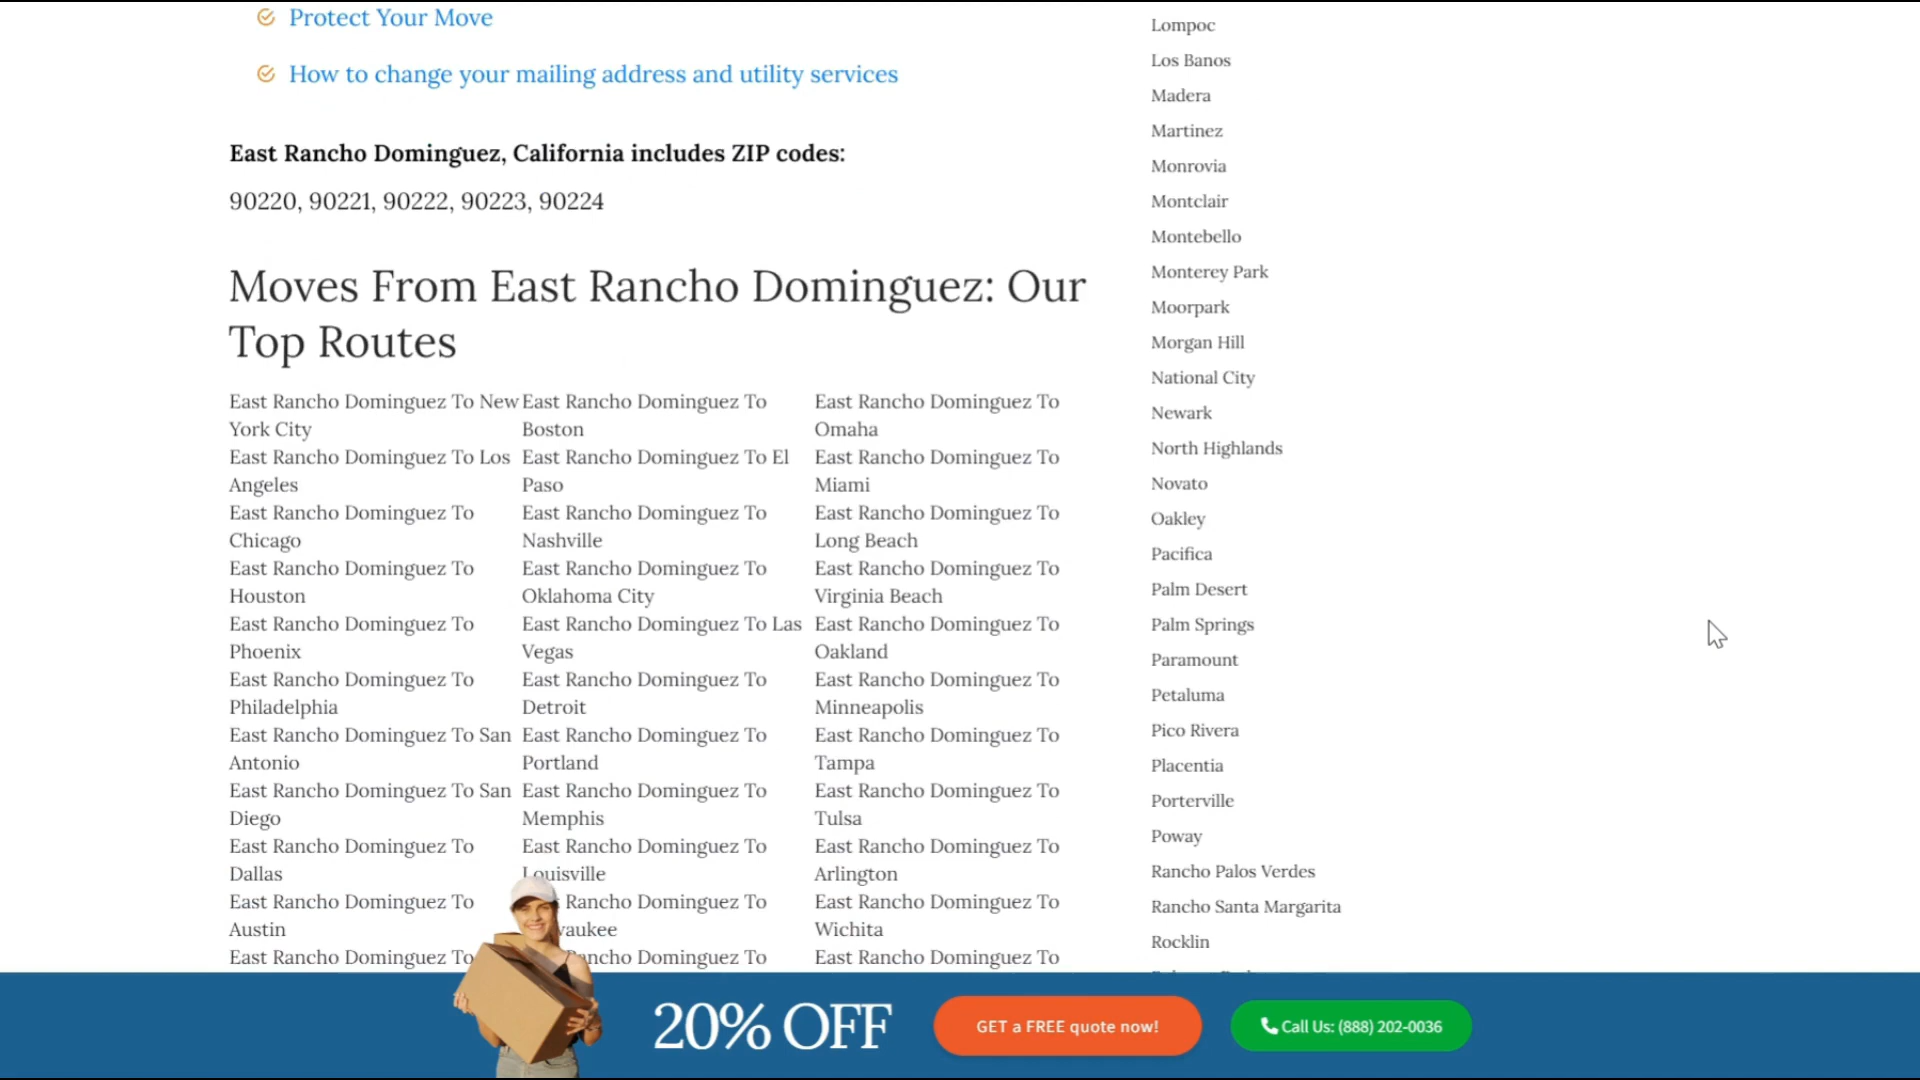 Protect Your Move
How to change your mailing address and utility services
East Rancho Dominguez, California includes ZIP codes:
90220, 90221, 90222, 90223, 90224
Moves From East Rancho Dominguez: Our
Top Routes
East Rancho Dominguez To New
York City
East Rancho Dominguez To Los
Angeles
East Rancho Dominguez To
Chicago
East Rancho Dominguez To
Houston
East Rancho Dominguez To
Phoenix
East Rancho Dominguez To
Philadelphia
East Rancho Dominguez To San
Antonio
East Rancho Dominguez To San
Diego
East Rancho Dominguez To
Dallas
East Rancho Dominguez To
Austin
East Rancho Dominguez To
East Rancho Dominguez To
Boston
East Rancho Dominguez To El
Paso
East Rancho Dominguez To
Nashville
East Rancho Dominguez To
Oklahoma City
East Rancho Dominguez To Las
Vegas
East Rancho Dominguez To
Detroit
East Rancho Dominguez To
Portland
East Rancho Dominguez To
Memphis
East Rancho Dominguez To
Louisville
Rancho Dominguez To
Dominguez To
East Rancho Dominguez To
Omaha
East Rancho Dominguez To
Miami
East Rancho Dominguez To
Long Beach
East Rancho Dominguez To
Virginia Beach
East Rancho Dominguez To
Oakland
East Rancho Dominguez To
Minneapolis
East Rancho Dominguez To
Tampa
East Rancho Dominguez To
Tulsa
East Rancho Dominguez To
Arlington
East Rancho Dominguez To
Wichita
East Rancho Dominguez To
Lompoc
Los Banos
Madera
Martinez
Monrovia
Montclair
Montebello
Monterey Park
Moorpark
Morgan Hill
National City
Newark
North Highlands
Novato
Oakley
Pacifica
Palm Desert
Palm Springs
Paramount
Petaluma
Pico Rivera
Placentia
Porterville
Poway
Rancho Palos Verdes
Rancho Santa Margarita
Rocklin
20% OFF
GET a FREE quote now!
Call Us: (888) 202-0036